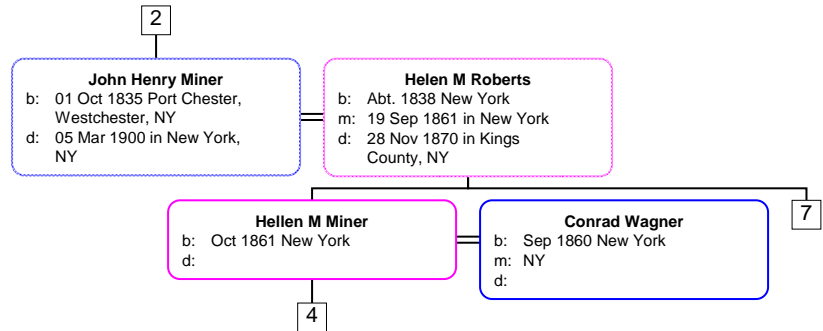 2
John Henry Miner
b: 01 Oct 1835 Port Chester,
Westchester, NY
d: 05 Mar 1900 in New York,
NY
Helen M Roberts
b: Abt. 1838 New York
m: 19 Sep 1861 in New York
d: 28 Nov 1870 in Kings
County, NY
Hellen M Miner
b: Oct 1861 New York
d:
Conrad Wagner
b: Sep 1860 New York
m: NY
d:
7
4